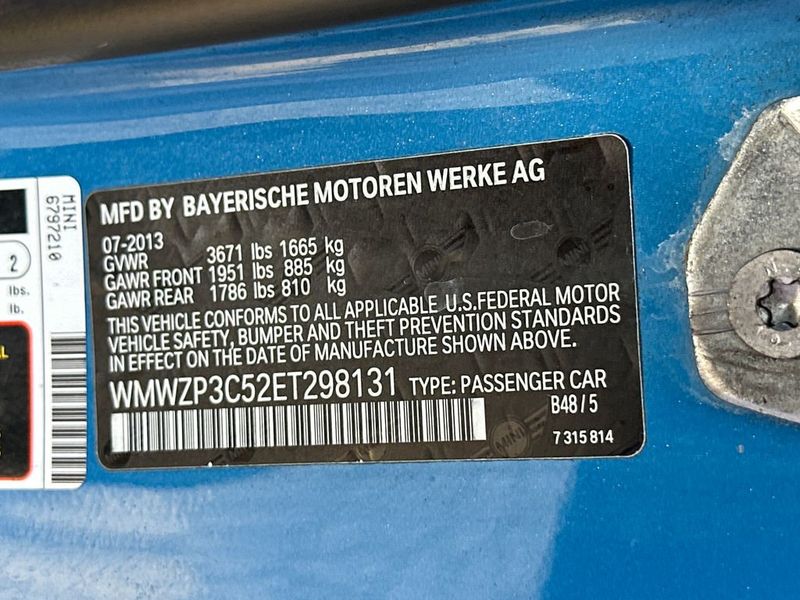 MFD BY BAYERISCHE MOTOREN WERKE AG
07-2013
GVWR 3671 lbs 1665 kg
GAWR FRONT 1951 lbs 885 kg
GAWR REAR 1786 lbs 810 kg
THIS VEHICLE CONFORMS TO ALL APPLICABLE U.S.FEDERAL MOTOR
VEHICLE SAFETY, BUMPER AND THEFT PREVENTION STANDARDS
IN EFFECT ON THE DATE OF MANUFACTURE SHOWN ABOVE.
WMWZP3C52ET298131 TYPE: PASSENGER CAR
B48 / 5
MINI
7 315 814
MINI
6797210
2
lbs.
lb.